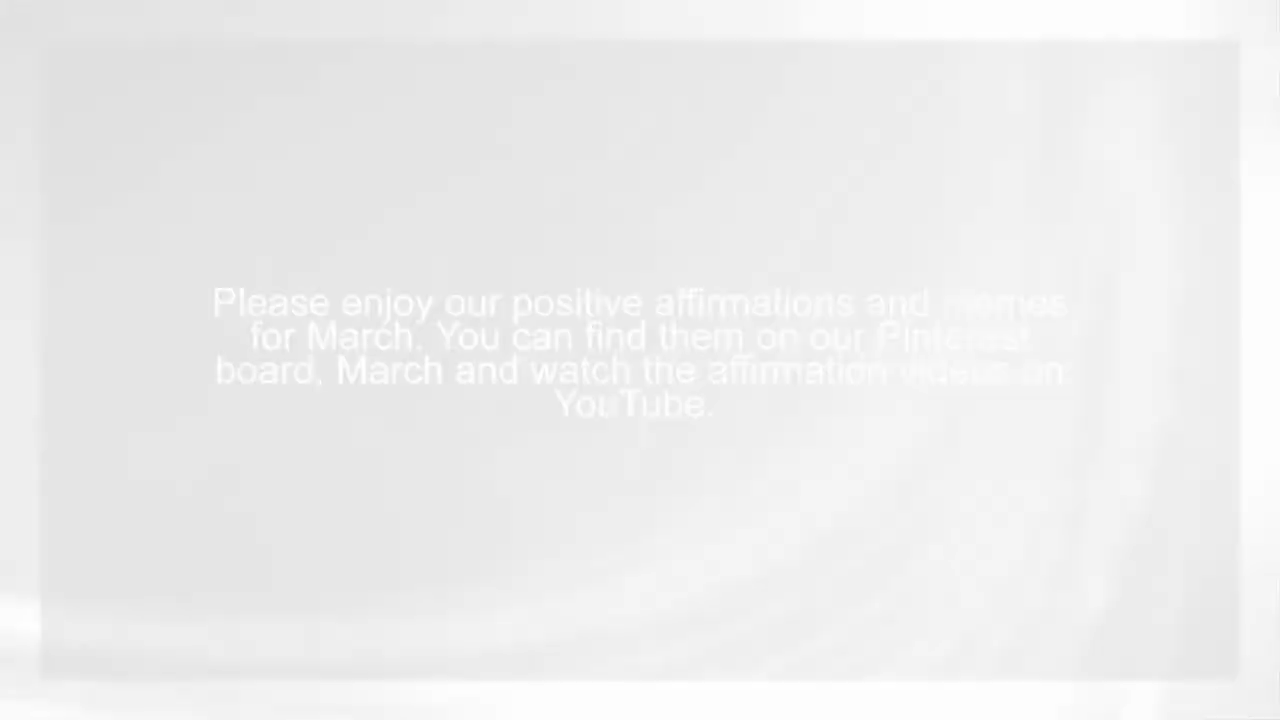 Please enjoy our positive affirmations and memes
for March. You can find them on our Pinterest
board, March and watch the affirmation videos on
YouTube.